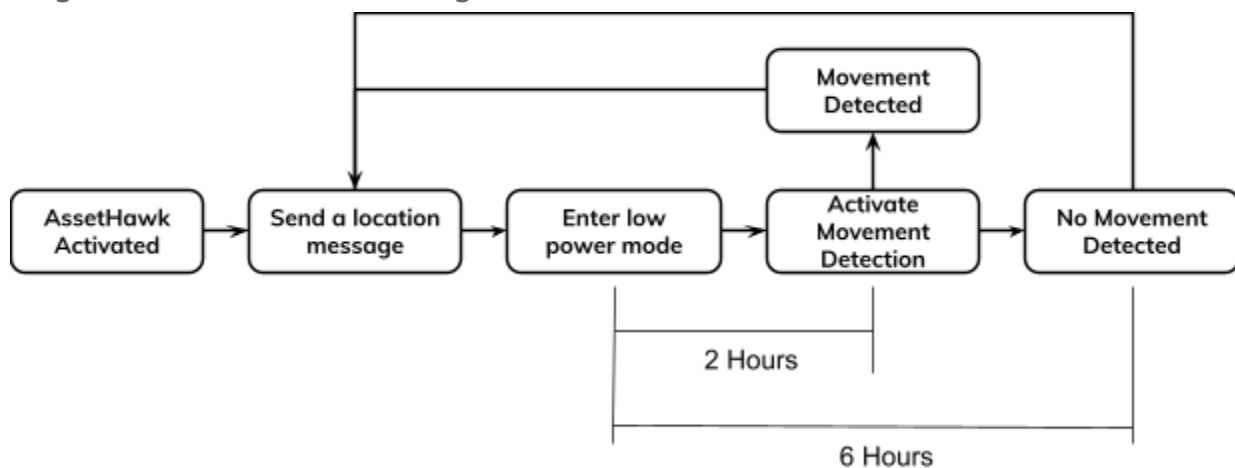 Movement
Detected
AssetHawk
Activated
Send a location
message
Enter low
power mode
Activate
Movement
Detection
No Movement
Detected
2 Hours
6 Hours